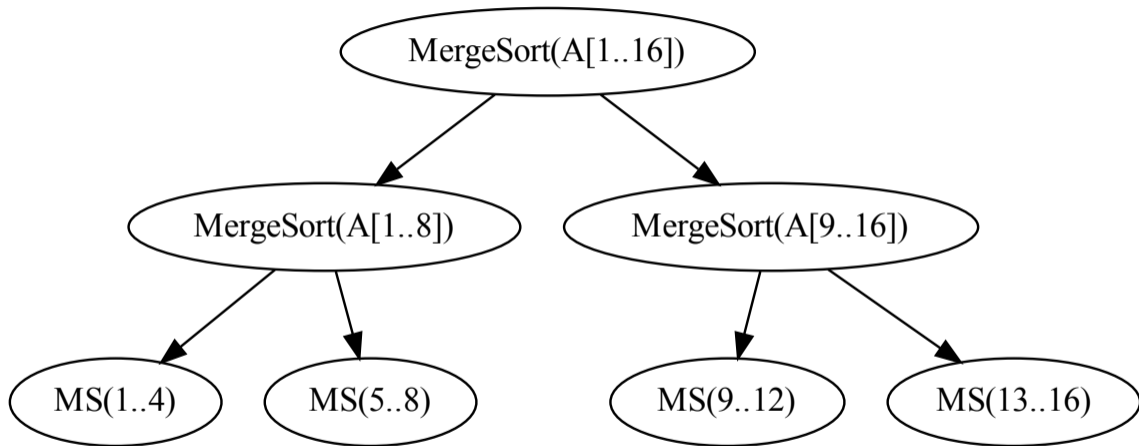 MergeSort(A[1..16])
MergeSort(A[1..8])
MergeSort(A[9..16])
MS(1..4)
MS(5..8)
MS(9..12)
MS(13..16)